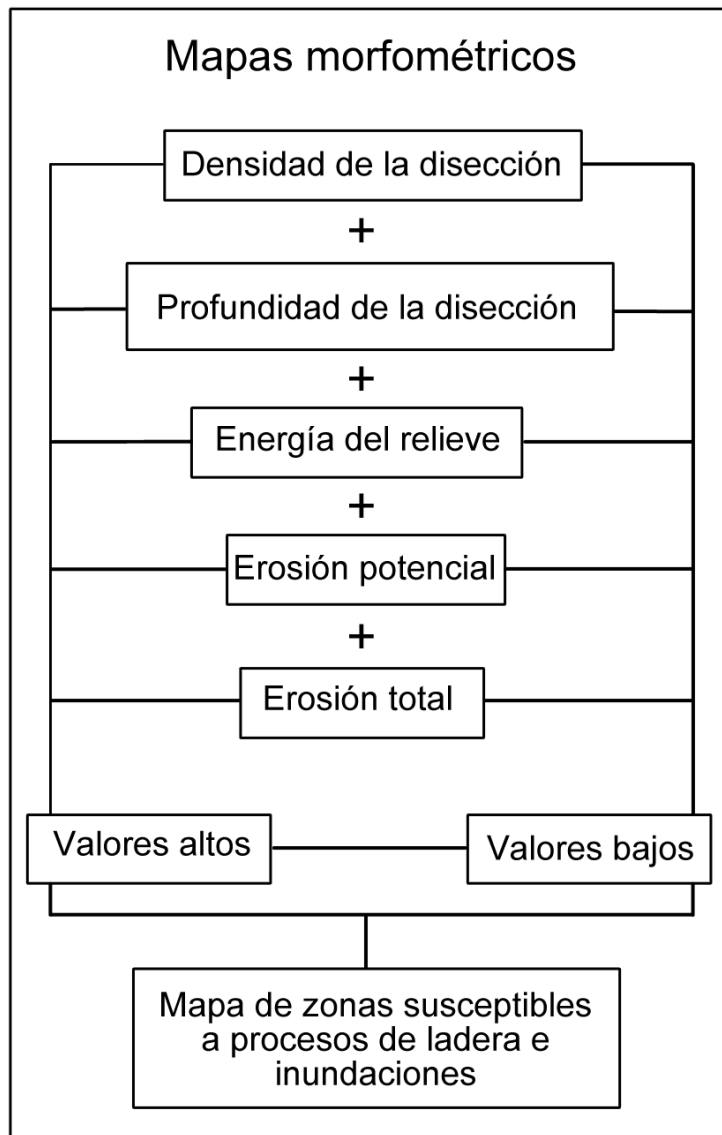 Mapas morfométricos
Densidad de la disección
+
Profundidad de la disección
+
Energía del relieve
+
Erosión potencial
+
Erosión total
Valores altos
Valores bajos
Mapa de zonas susceptibles
a procesos de ladera e
inundaciones